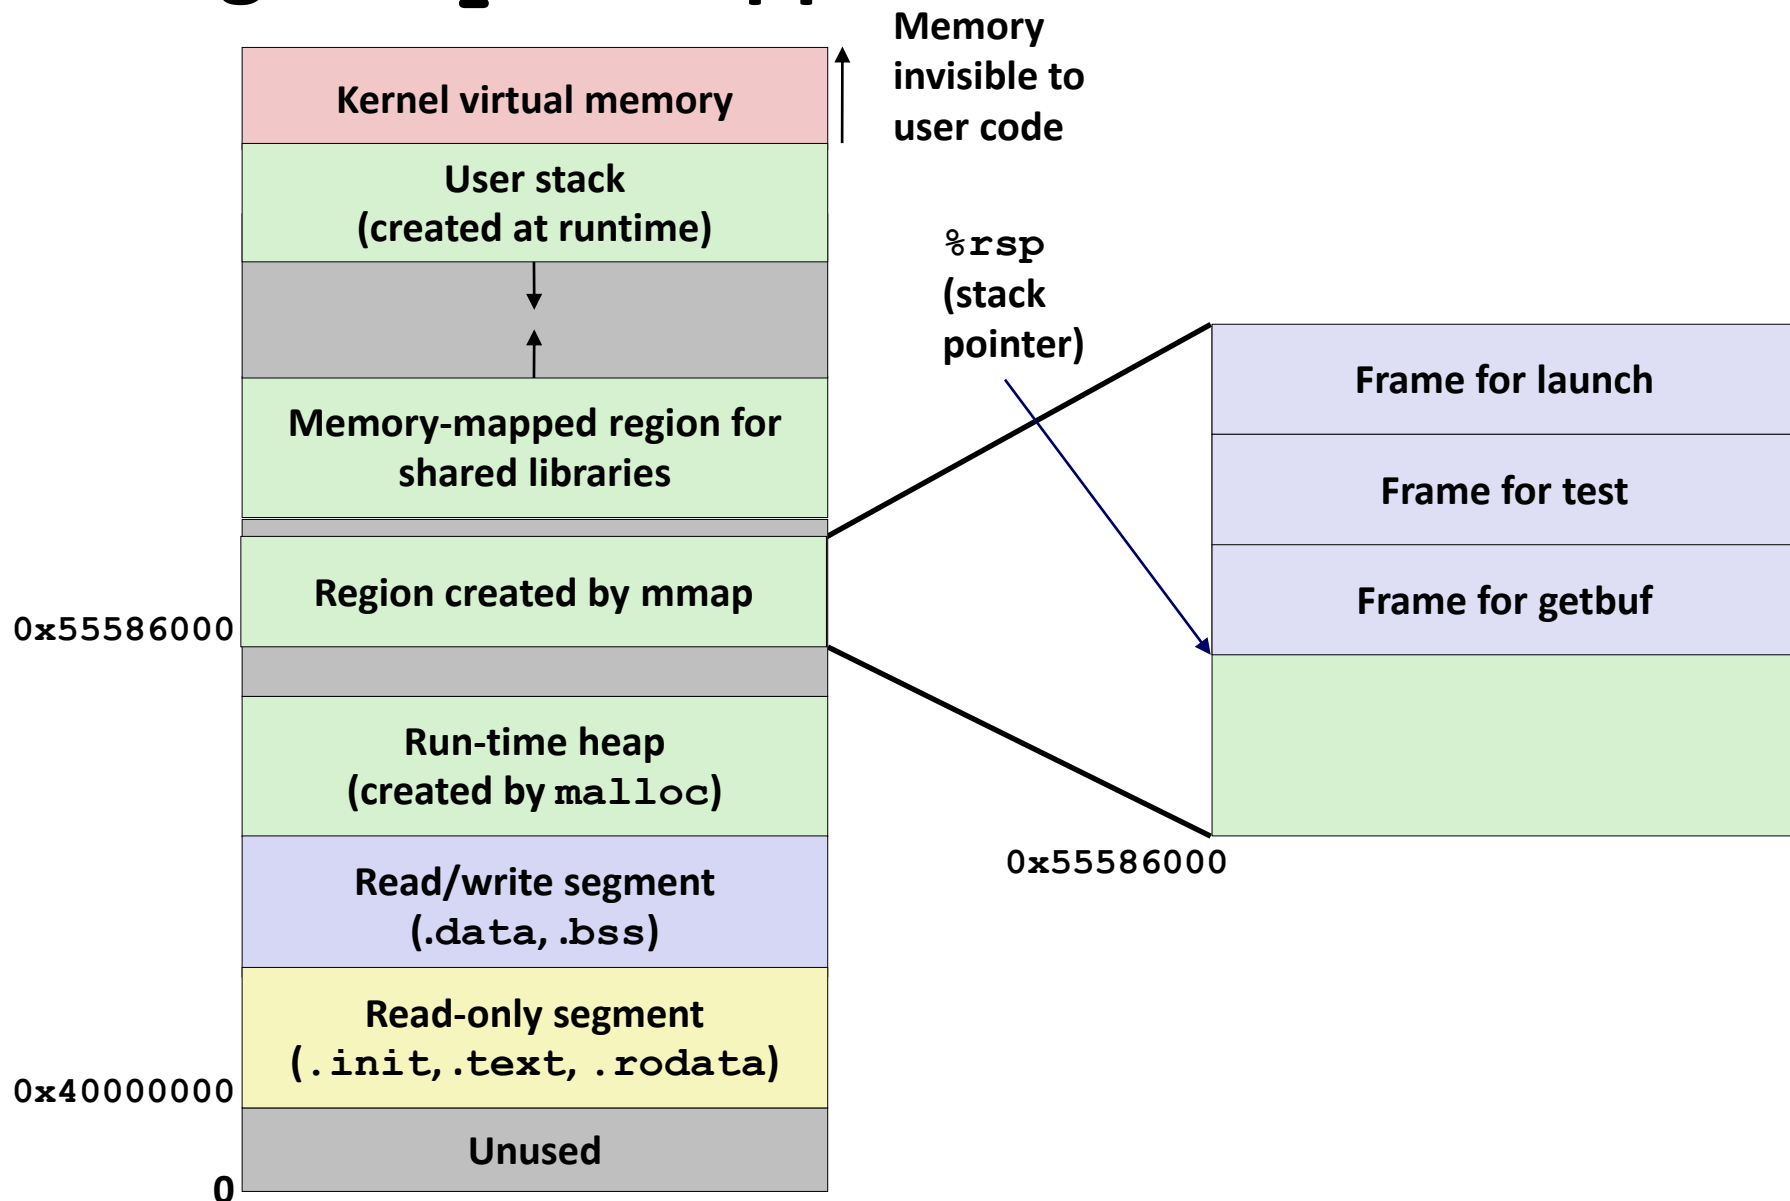 Memory
invisible to
user code
Kernel virtual memory
User stack
(created at runtime)
%rsp
(stack
pointer)
Memory-mapped region for
shared libraries
Region created by mmap
0x55586000
Run-time heap
(created by malloc)
Read/write segment
(.data, .bss)
Read-only segment
(.init, .text, .rodata)
0x40000000
Unused
0
Frame for launch
Frame for test
Frame for getbuf
0x55586000